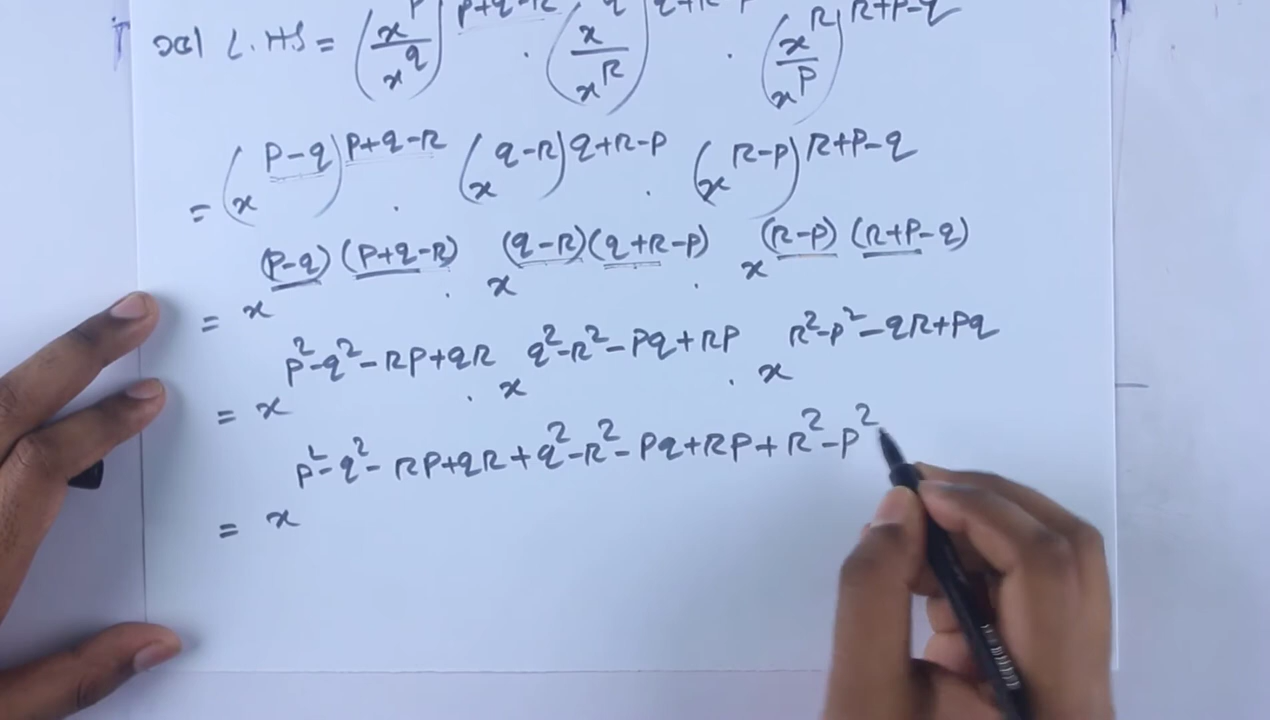 L.HS = (x^P/x^q)^p+q-R . (x^q/x^R)^q+R-P . (x^R/x^P)^R+P-q
= (x^P-q)^P+q-R . (x^q-R)^q+R-P . (x^R-P)^R+P-q
= x^(P-q)(P+q-R) . x^(q-R)(q+R-P) . x^(R-P)(R+P-q)
= x^P²-q²-RP+qR . x^q²-R²-Pq+RP . x^R²-P²-qR+Pq
= x^P²-q²-RP+qR+q²-R²-Pq+RP+R²-P²